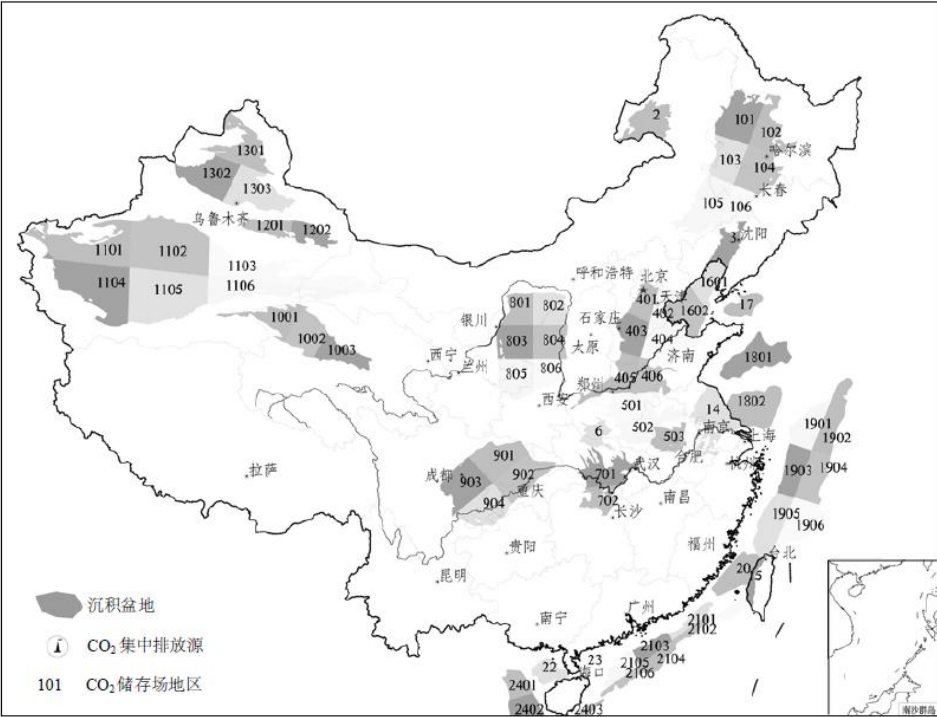 2
101
102
103
哈尔滨
104
长春
105
106
1301
1302
1303
乌鲁木齐
1201
1202
3
沈阳
1101
1102
1103
1104
1105
1106
呼和浩特
北京
天津
1601
401
402
1602
17
801
802
银川
石家庄
403
404
803
804
太原
济南
1001
1002
1003
西宁
兰州
805
806
郑州
405
406
1801
西安
501
502
503
14
南京
上海
1802
1901
1902
6
合肥
杭州
1903
1904
901
902
成都
903
904
重庆
701
武汉
702
长沙
南昌
拉萨
1905
1906
贵阳
福州
台北
20
5
昆明
南宁
广州
2101
2102
2103
2104
2105
2106
22
23
海口
2401
2402
2403
沉积盆地
CO₂ 集中排放源
101 CO₂储存场地区
南沙群岛